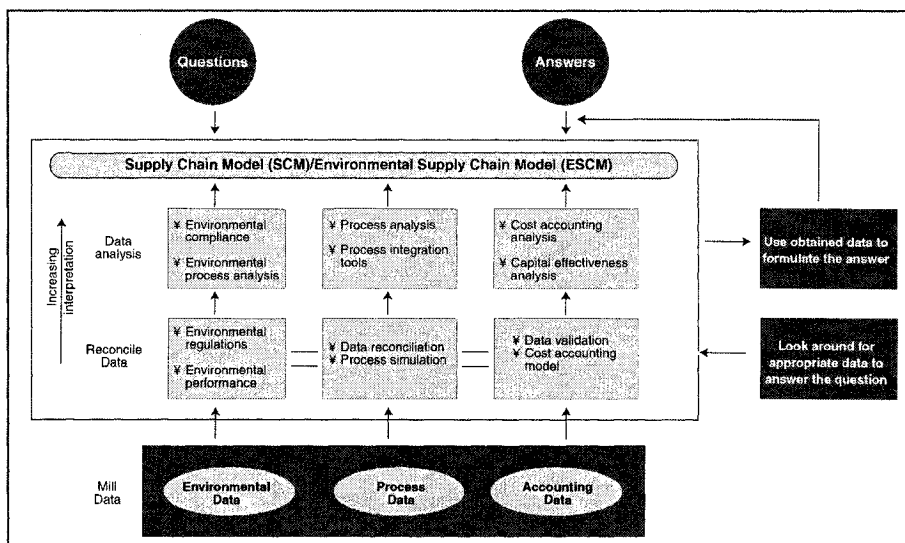 Questions
Answers
Supply Chain Model (SCM)/Environmental Supply Chain Model (ESCM)
Increasing
interpretation
Data
analysis
¥ Environmental
compliance
¥ Environmental
process analysis
¥ Process analysis
¥ Process integration
tools
¥ Cost accounting
analysis
¥ Capital effectiveness
analysis
Use obtained data to
formulate the answer
Reconcile
Data
¥ Environmental
regulations
¥ Environmental
performance
¥ Data reconciliation
¥ Process simulation
¥ Data validation
¥ Cost accounting
model
Look around for
appropriate data to
answer the question
Mill
Data
Environmental
Data
Process
Data
Accounting
Data